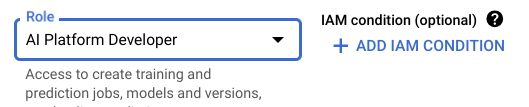 Role
IAM condition (optional)
AI Platform Developer
+ ADD IAM CONDITION
Access to create training and
prediction jobs, models and versions,